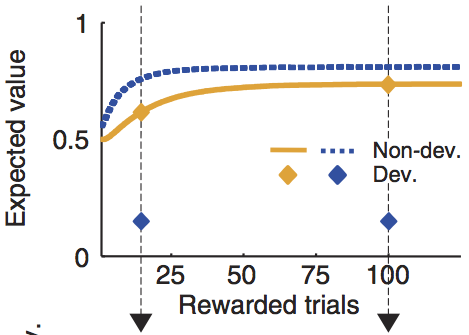 1
0.5
0
Expected value
Non-dev.
Dev.
25 50 75 100
Rewarded trials